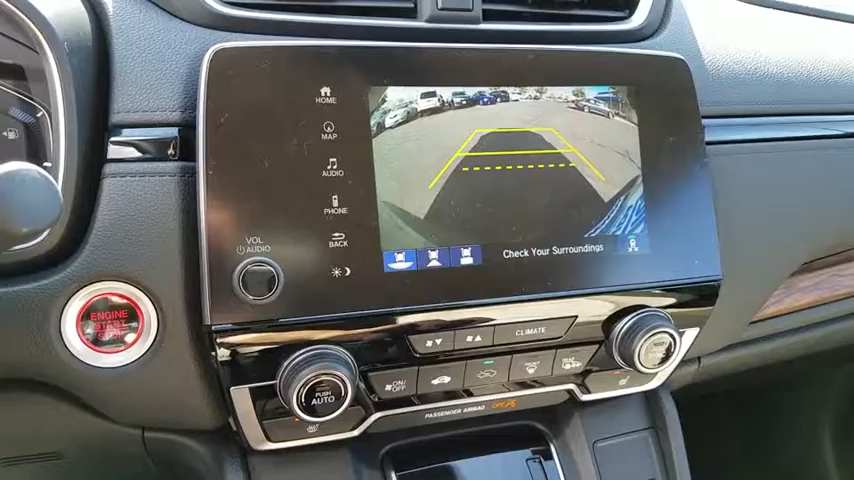 HOME
MAP
AUDIO
PHONE
BACK
VOL
AUDIO
Check Your Surroundings
ENGINE
START
STOP
CLIMATE
ON
OFF
PUSH
AUTO
SYNC
PASSENGER AIRBAG